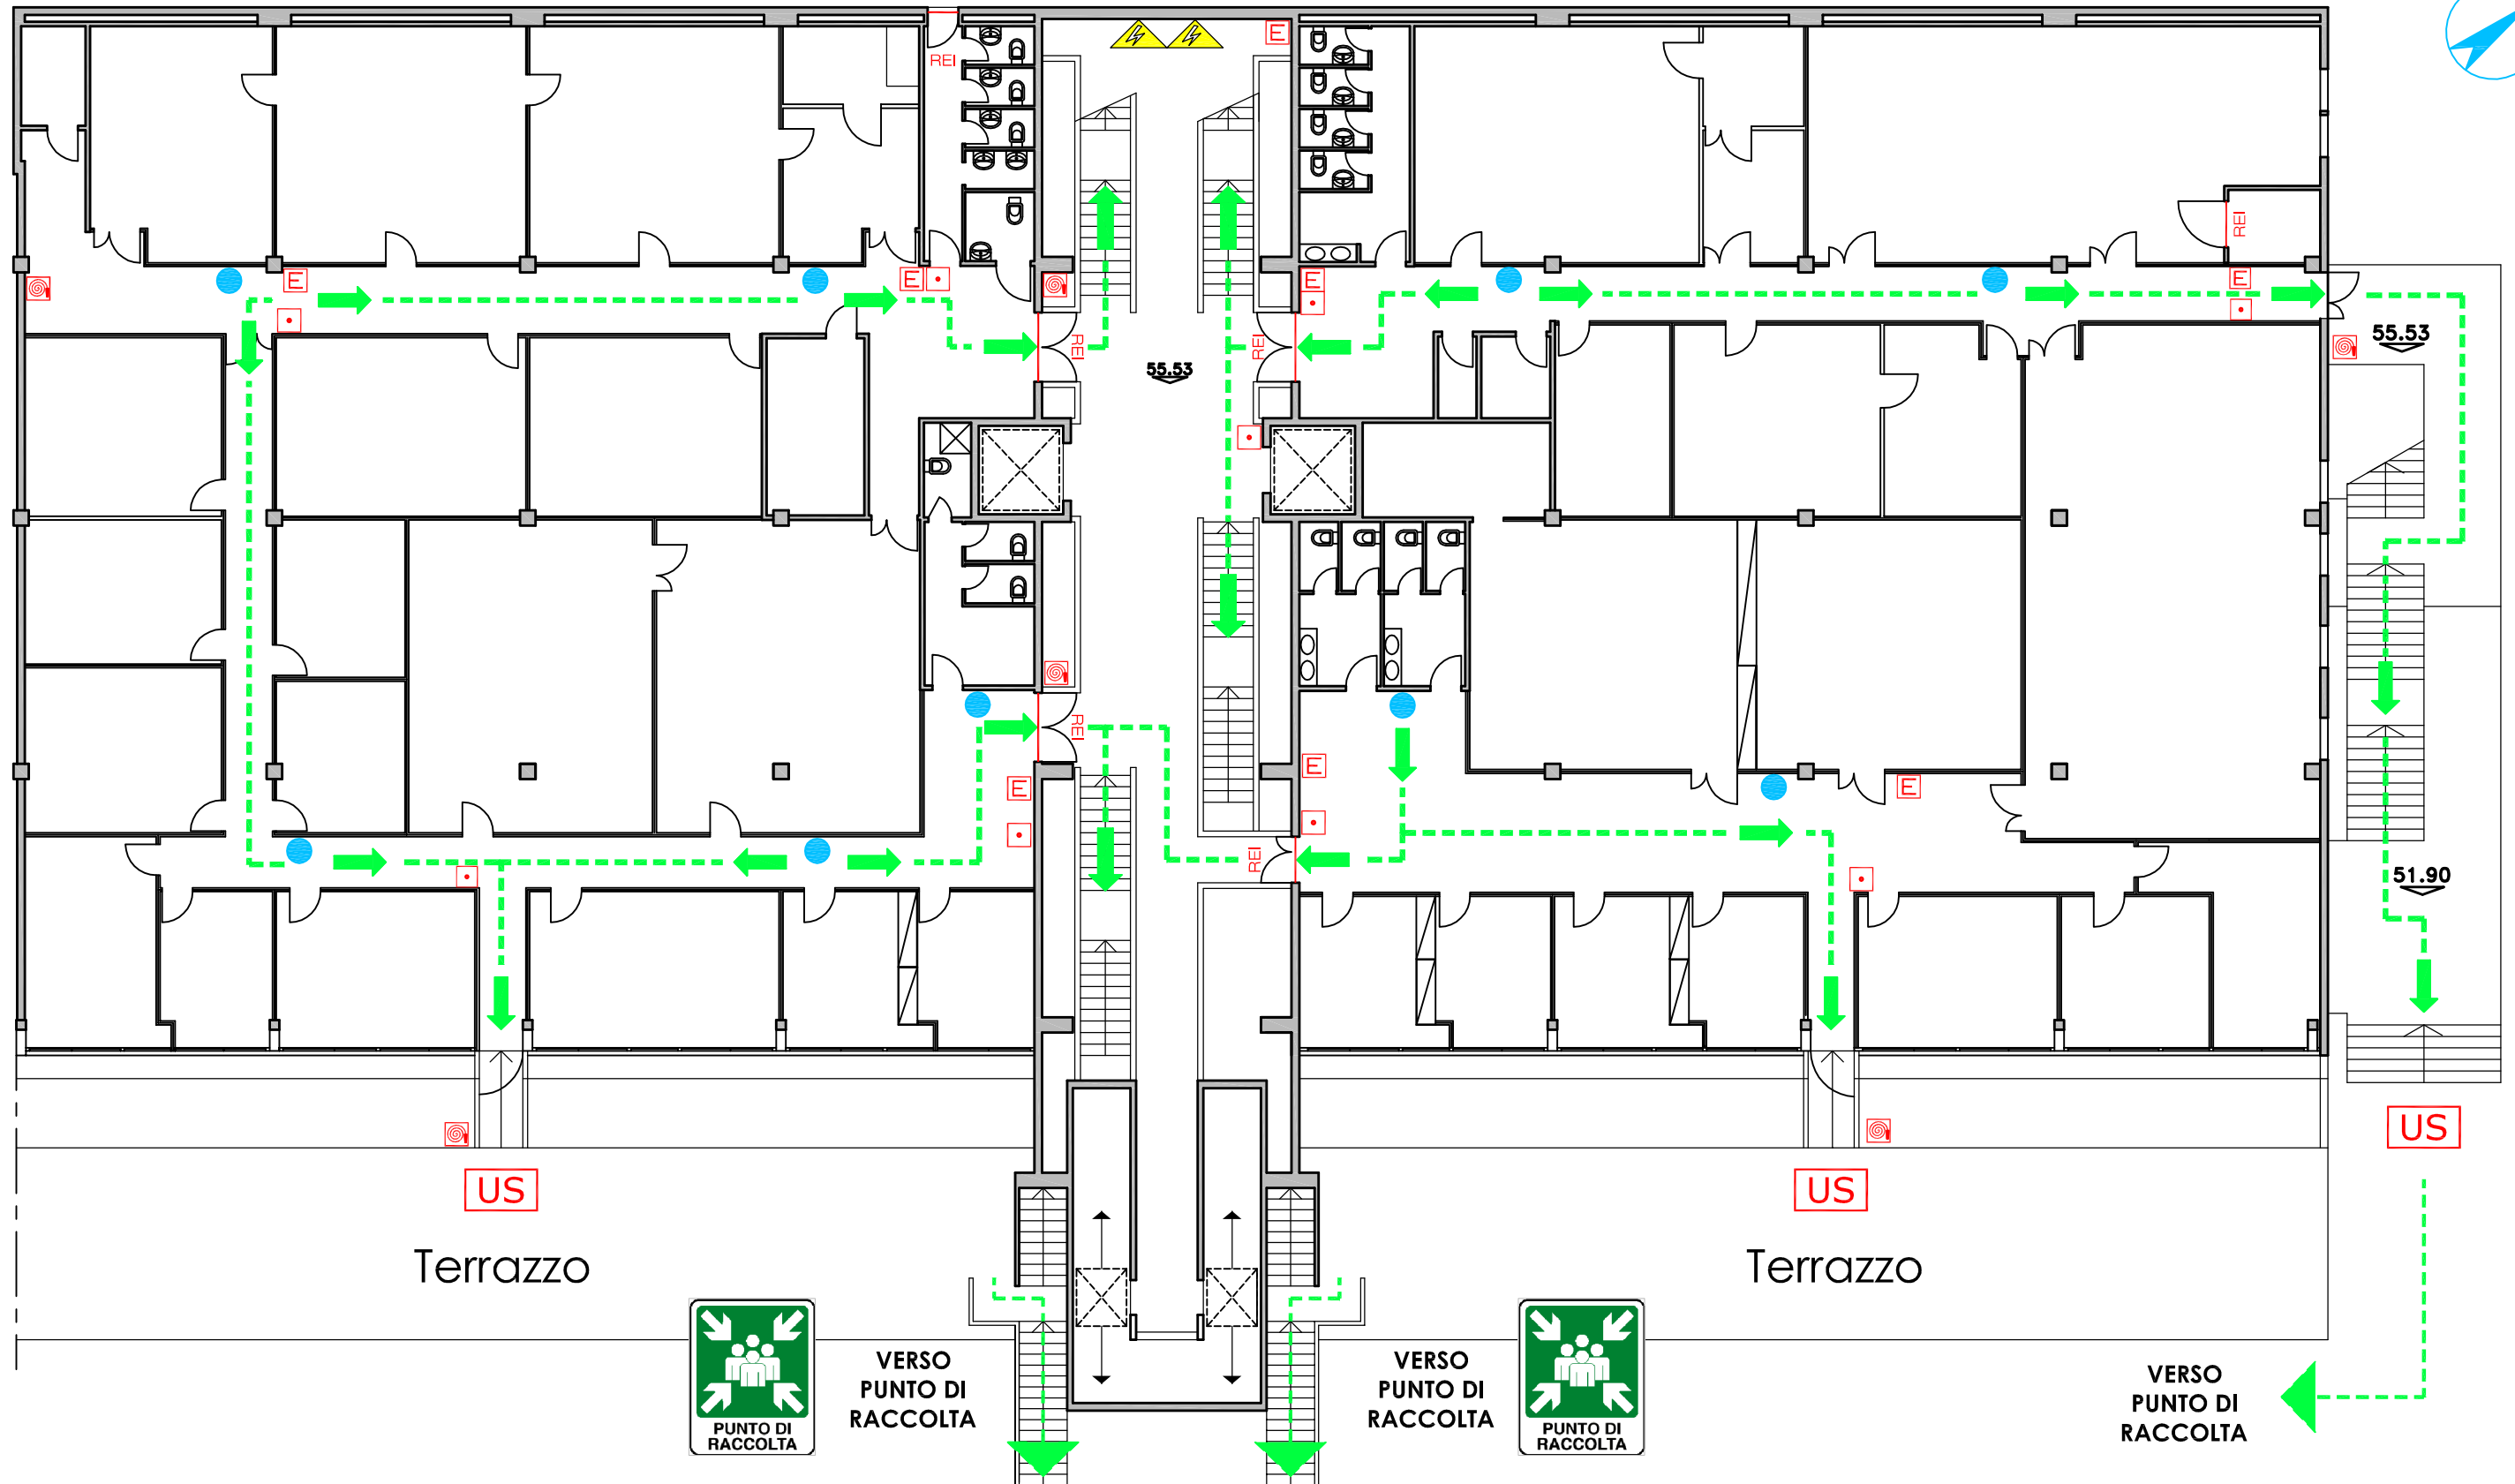 E
REI
REI
E
E
E
E
REI
REI
55.53
55.53
REI
E
E
E
REI
51.90
US
US
US
Terrazzo
Terrazzo
PUNTO DI
RACCOLTA
VERSO
PUNTO DI
RACCOLTA
VERSO
PUNTO DI
RACCOLTA
PUNTO DI
RACCOLTA
VERSO
PUNTO DI
RACCOLTA